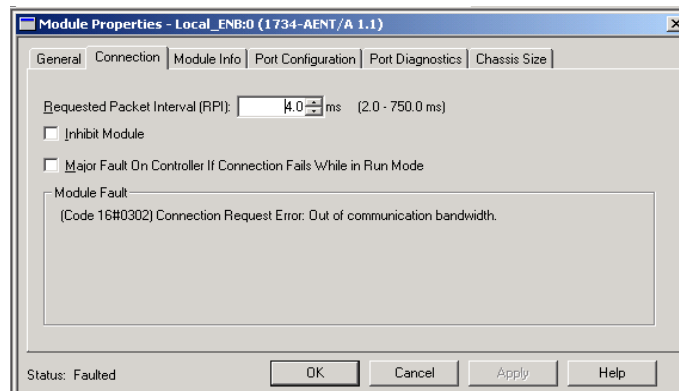 Module Properties - Local_ENB:0 (1734-AENT/A 1.1)
General Connection Module Info Port Configuration Port Diagnostics Chassis Size
Requested Packet Interval (RPI): 4.0 ms (2.0 - 750.0 ms)
Inhibit Module
Major Fault On Controller If Connection Fails While in Run Mode
Module Fault
(Code 16#0302) Connection Request Error: Out of communication bandwidth.
Status: Faulted OK Cancel Apply Help